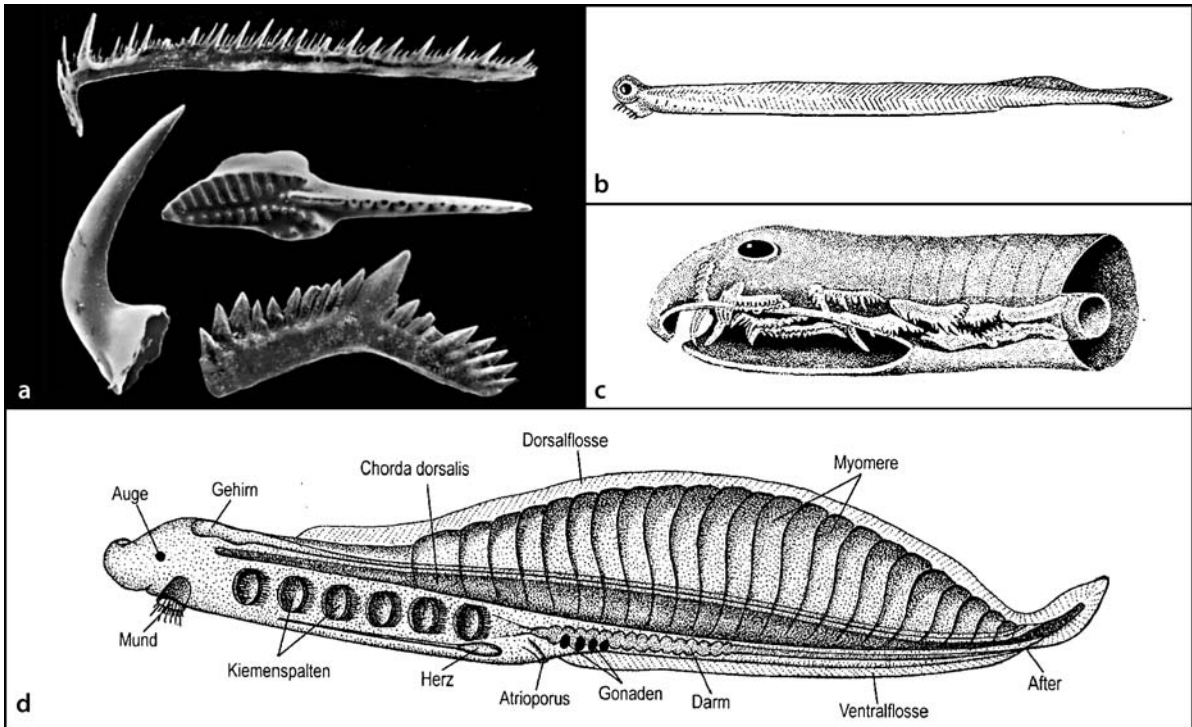 a
b
c
Dorsalflosse
Chorda dorsalis
Myomere
Auge
Gehirn
Mund
Kiemenspalten
Herz
Atrioporus
Gonaden
Darm
Ventralflosse
After
d